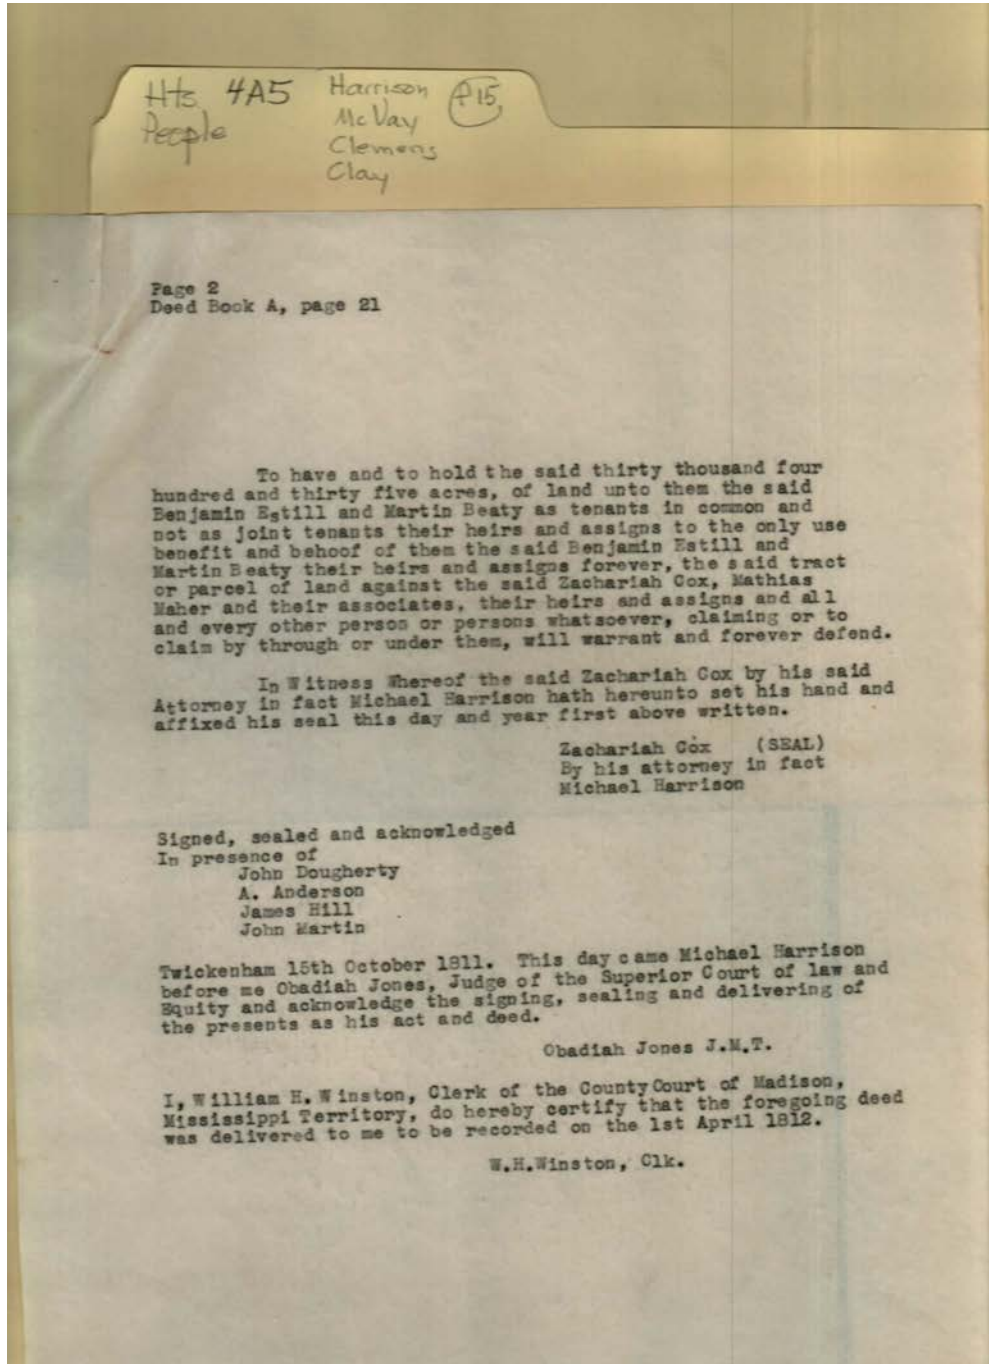 Hts 4A5
People
Harrison
McVay
Clemens
Clay
P15
Page 2
Deed Book A, page 21
To have and to hold the said thirty thousand four
hundred and thirty five acres, of land unto them the said
Benjamin Estill and Martin Beaty as tenants in common and
not as joint tenants their heirs and assigns to the only use
benefit and behoof of them the said Benjamin Estill and
Martin Beaty their heirs and assigns forever, the said tract
or parcel of land against the said Zachariah Cox, Mathias
Maher and their associates, their heirs and assigns and all
and every other person or persons whatsoever, claiming or to
claim by through or under them, will warrant and forever defend.
In Witness Whereof the said Zachariah Cox by his said
Attorney in fact Michael Harrison hath hereunto set his hand and
affixed his seal this day and year first above written.
Zachariah Cox (SEAL)
By his attorney in fact
Michael Harrison
Signed, sealed and acknowledged
In presence of
John Dougherty
A. Anderson
James Hill
John Martin
Twickenham 15th October 1811. This day came Michael Harrison
before me Obadiah Jones, Judge of the Superior Court of law and
Equity and acknowledge the signing, sealing and delivering of
the presents as his act and deed.
Obadiah Jones J.M.T.
I, William H. Winston, Clerk of the County Court of Madison,
Mississippi Territory, do hereby certify that the foregoing deed
was delivered to me to be recorded on the 1st April 1812.
W.H.Winston, Clk.